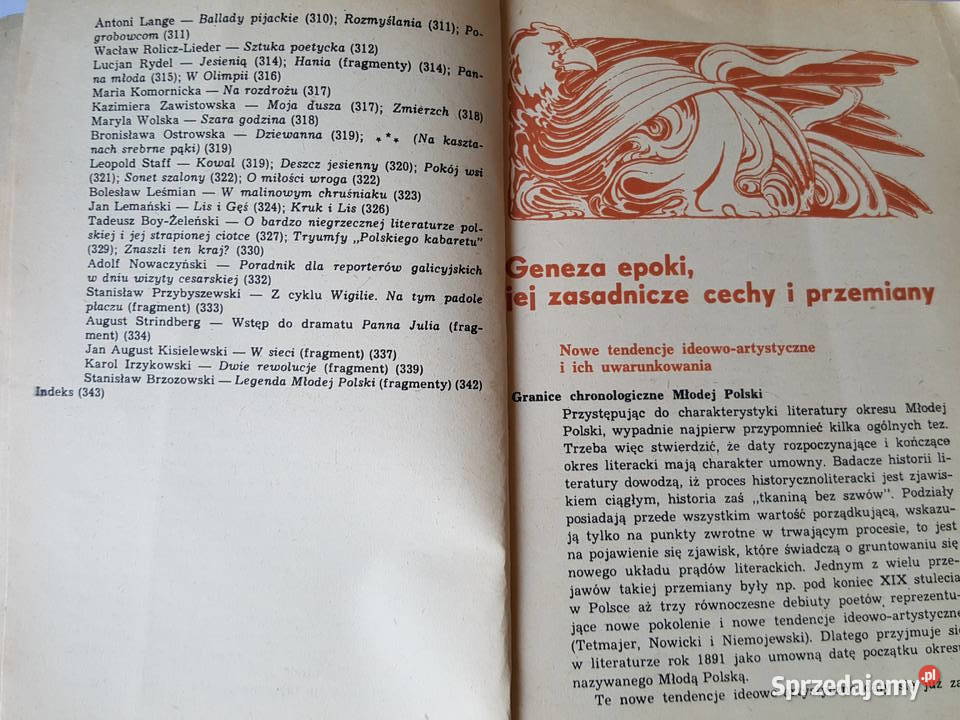 Antoni Lange — Ballady pijackie (310); Rozmyślania (311); Po-
grobowcom (311)
Wacław Rolicz-Lieder — Sztuka poetycka (312)
Lucjan Rydel — Jesienią (314); Hania (fragmenty) (314); Pan-
na młoda (315); W Olimpii (316)
Maria Komornicka — Na rozdrożu (317)
Kazimiera Zawistowska — Moja dusza (317); Zmierzch (318)
Maryla Wolska — Szara godzina (318)
Bronisława Ostrowska — Dziewanna (319); *** (Na kaszta-
nach srebrne pąki) (319)
Leopold Staff — Kowal (319); Deszcz jesienny (320); Pokój wsi
(321); Sonet szalony (322); O miłości wroga (322)
Bolesław Leśmian — W malinowym chruśniaku (323)
Jan Lemański — Lis i Gęś (324); Kruk i Lis (326)
Tadeusz Boy-Żeleński — O bardzo niegrzecznej literaturze pol-
skiej i jej strapionej ciotce (327); Tryumfy „Polskiego kabaretu"
(329); Znaszli ten kraj? (330)
Adolf Nowaczyński — Poradnik dla reporterów galicyjskich
w dniu wizyty cesarskiej (332)
Stanisław Przybyszewski — Z cyklu Wigilie. Na tym padole
płaczu (fragment) (333)
August Strindberg — Wstęp do dramatu Panna Julia (frag-
ment) (334)
Jan August Kisielewski — W sieci (fragment) (337)
Karol Irzykowski — Dwie rewolucje (fragment) (339)
Stanisław Brzozowski — Legenda Młodej Polski (fragmenty) (342)
Indeks (343)
Geneza epoki,
jej zasadnicze cechy i przemiany
Nowe tendencje ideowo-artystyczne
i ich uwarunkowania
Granice chronologiczne Młodej Polski
Przystępując do charakterystyki literatury okresu Młodej
Polski, wypadnie najpierw przypomnieć kilka ogólnych tez.
Trzeba więc stwierdzić, że daty rozpoczynające i kończące
okres literacki mają charakter umowny. Badacze historii li-
teratury dowodzą, iż proces historycznoliteracki jest zjawis-
kiem ciągłym, historia zaś „tkaniną bez szwów". Podziały
posiadają przede wszystkim wartość porządkującą, wskazu-
ją tylko na punkty zwrotne w trwającym procesie, to jest
na pojawienie się zjawisk, które świadczą o gruntowaniu się
nowego układu prądów literackich. Jednym z wielu prze-
jawów takiej przemiany były np. pod koniec XIX stulecia
w Polsce aż trzy równoczesne debiuty poetów, reprezentu-
jące nowe pokolenie i nowe tendencje ideowo-artystyczne
(Tetmajer, Nowicki i Niemojewski). Dlatego przyjmuje się
w literaturze rok 1891 jako umowną datę początku okresu
nazywanego Młodą Polską.
Te nowe tendencje ideowo już za
Sprzedajemy.pl